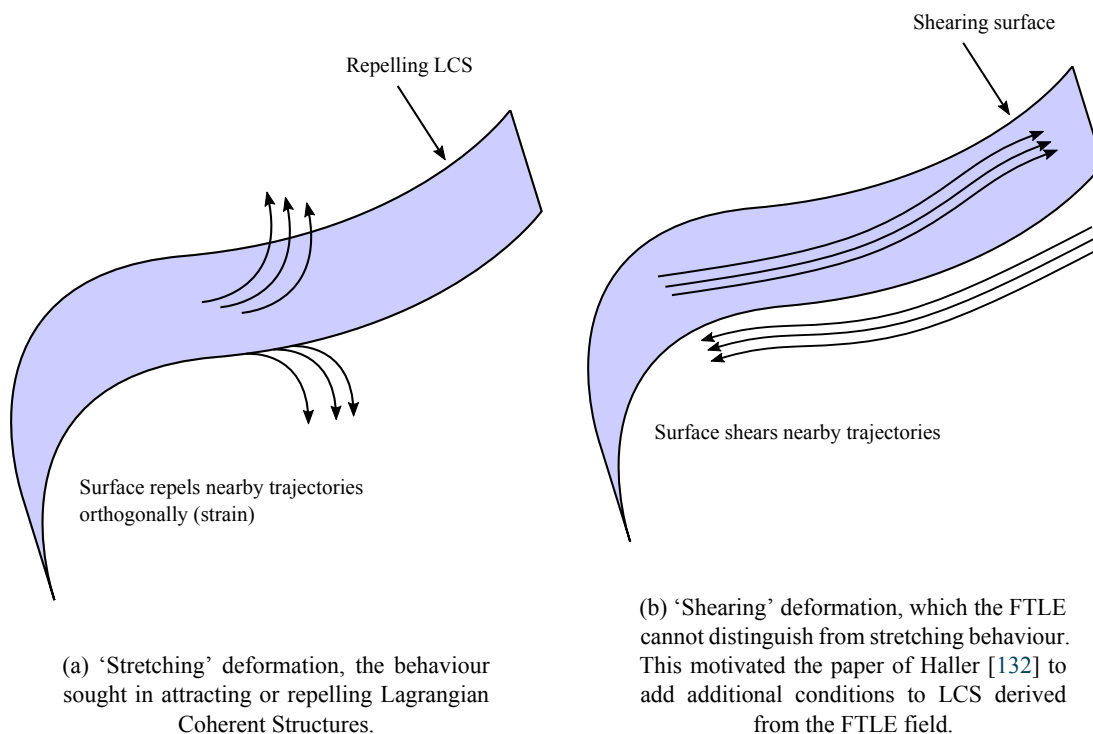 Repelling LCS
Surface repels nearby trajectories
orthogonally (strain)
(a) ‘Stretching’ deformation, the behaviour
sought in attracting or repelling Lagrangian
Coherent Structures.
Shearing surface
Surface shears nearby trajectories
(b) ‘Shearing’ deformation, which the FTLE
cannot distinguish from stretching behaviour.
This motivated the paper of Haller [132] to
add additional conditions to LCS derived
from the FTLE field.